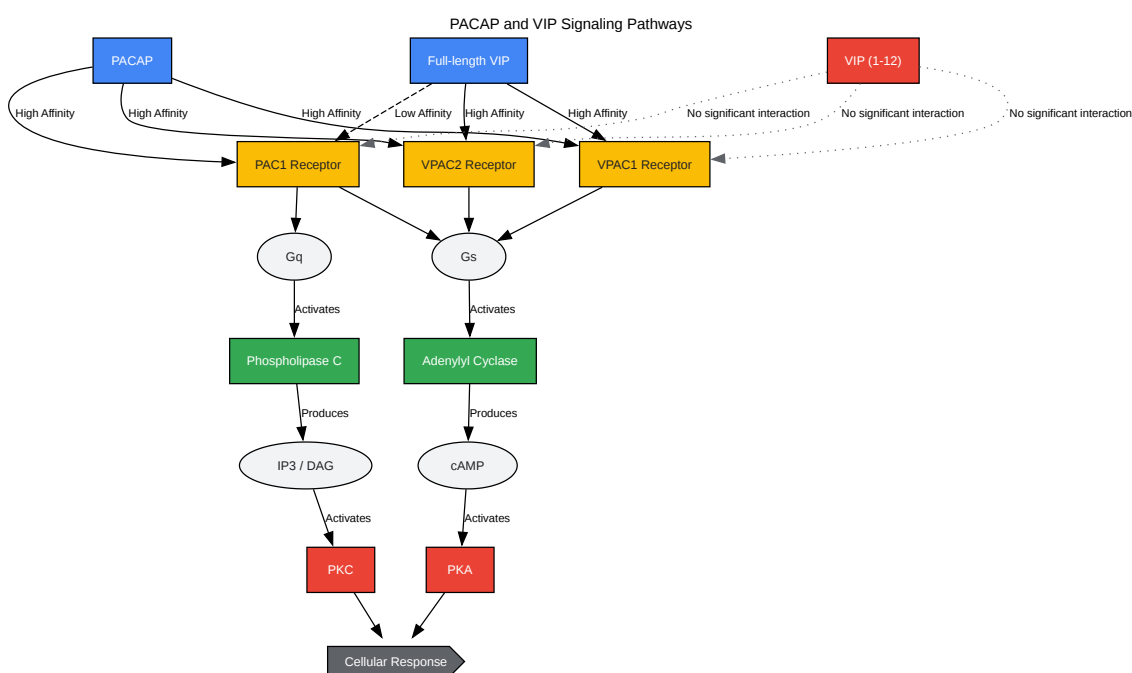 PACAP and VIP Signaling Pathways
PACAP
Full-length VIP
VIP (1-12)
High Affinity
High Affinity
High Affinity
Low Affinity
High Affinity
High Affinity
No significant interaction
No significant interaction
No significant interaction
PAC1 Receptor
VPAC2 Receptor
VPAC1 Receptor
Gq
Gs
Activates
Activates
Phospholipase C
Adenylyl Cyclase
Produces
Produces
IP3 / DAG
cAMP
Activates
Activates
PKC
PKA
Cellular Response